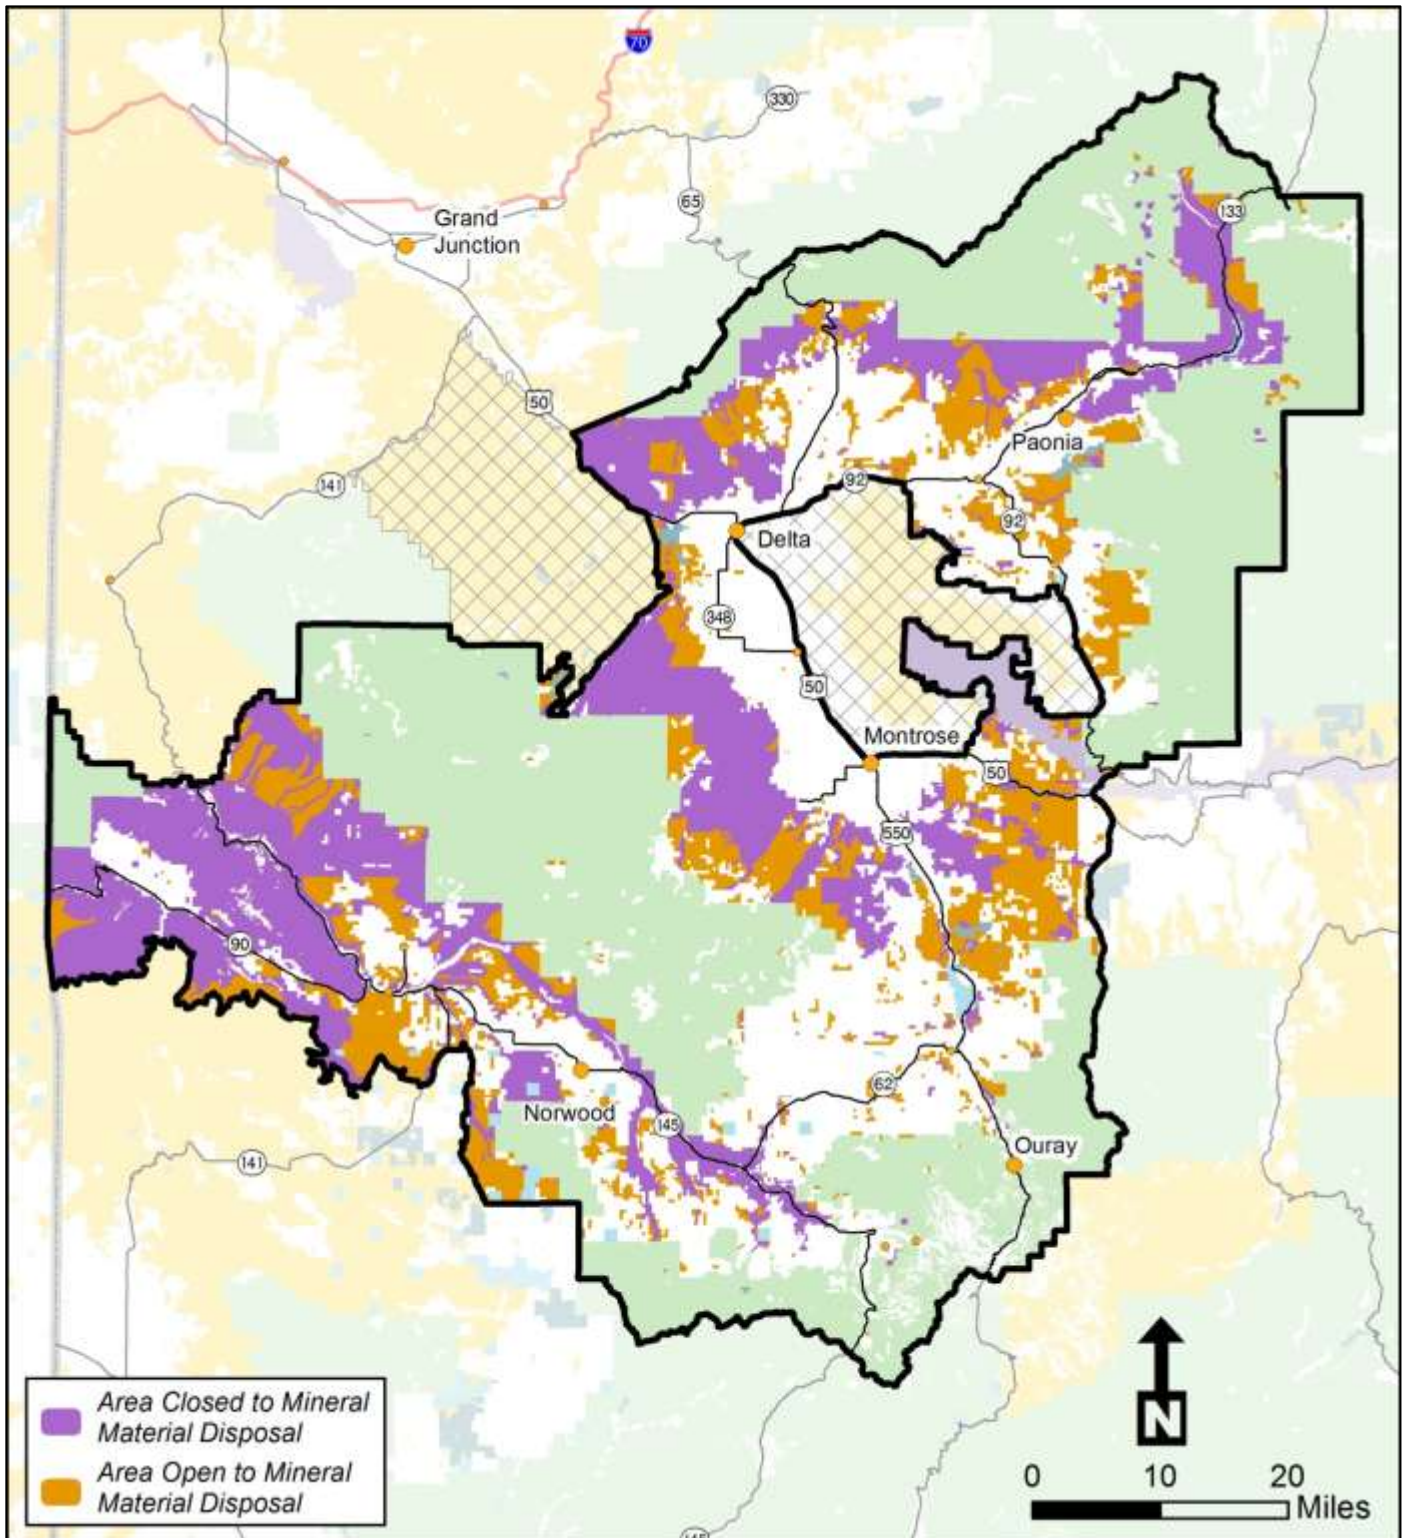 70
330
65
133
Grand
Junction
50
Paonia
141
92
92
Delta
348
50
Montrose
50
550
90
62
Norwood
145
Ouray
141
N
Area Closed to Mineral
Material Disposal
Area Open to Mineral
Material Disposal
0 10 20
Miles